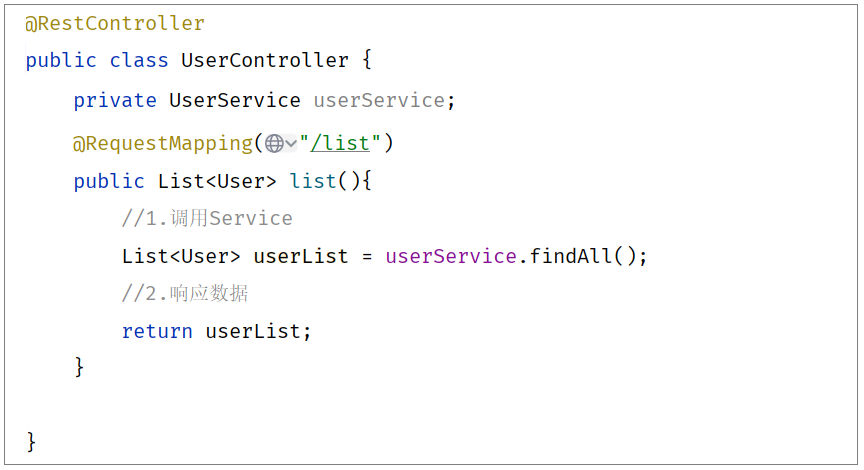 @RestController
public class UserController {
private UserService userService;
@RequestMapping("/list")
public List<User> list(){
//1.调用Service
List<User> userList = userService.findAll();
//2.响应数据
return userList;
}
}